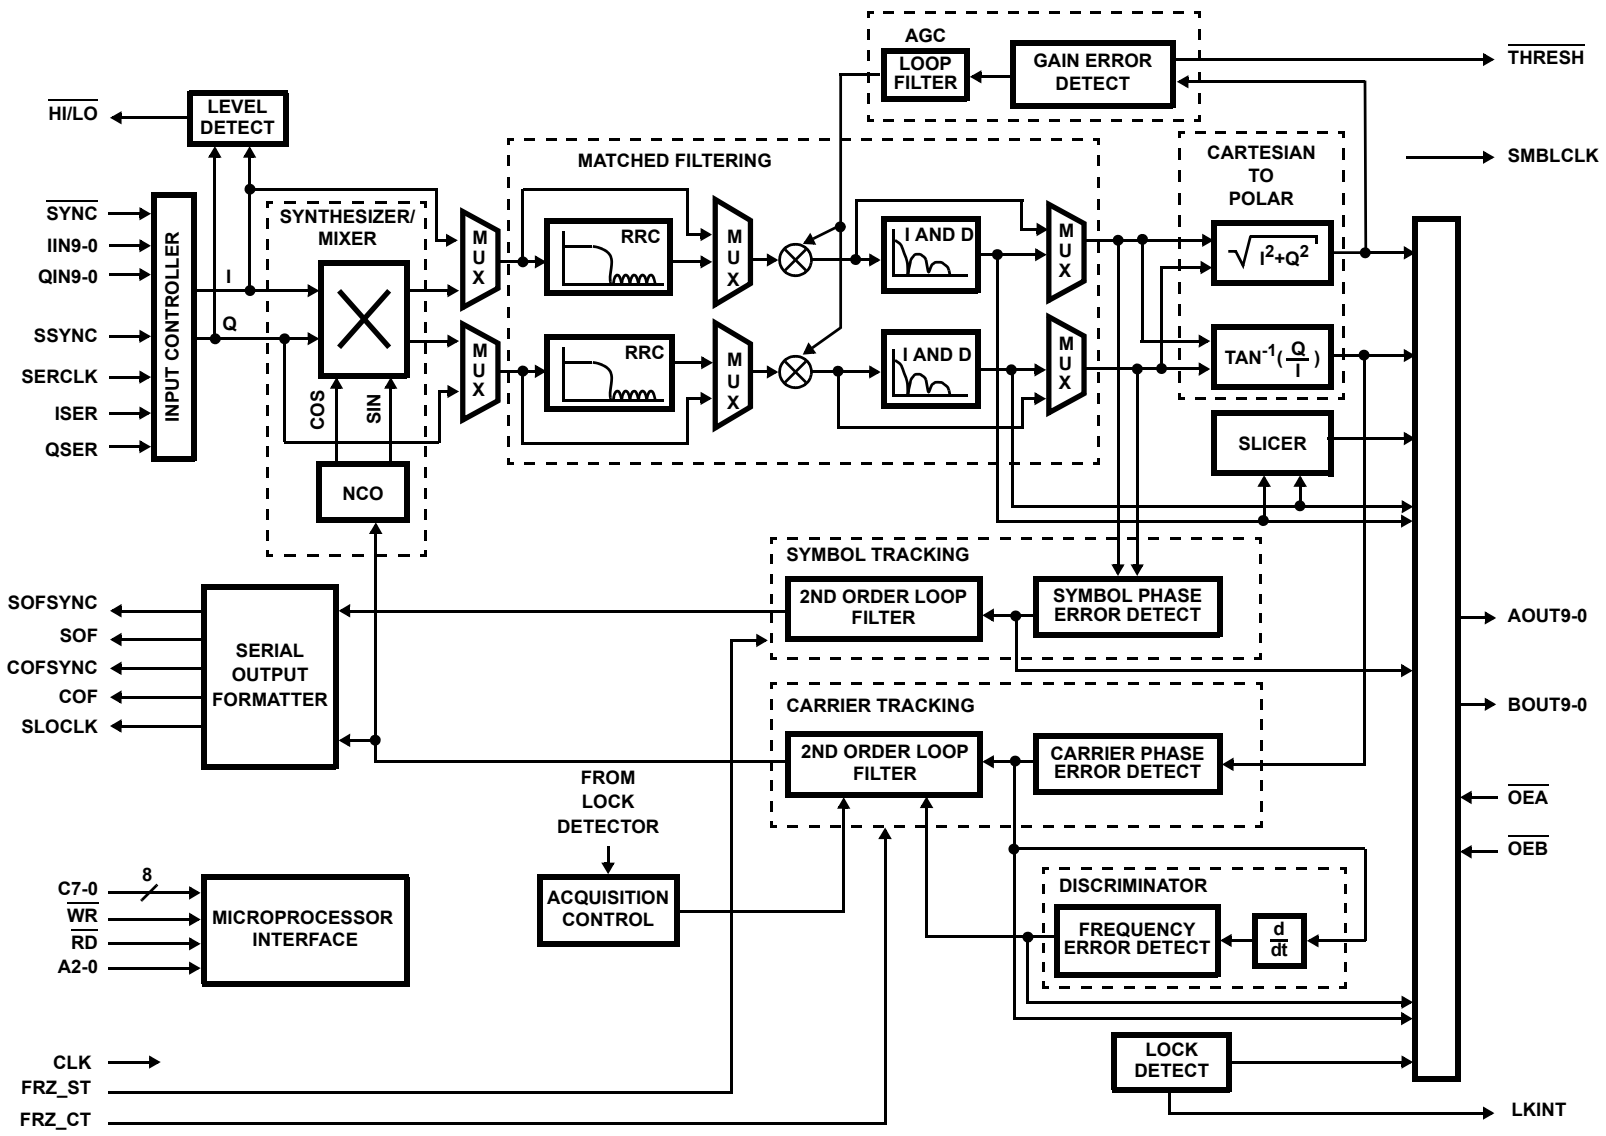 AGC
LOOP
FILTER
GAIN ERROR
DETECT
THRESH
HI/LO
LEVEL
DETECT
MATCHED FILTERING
CARTESIAN
TO
POLAR
SMBLCLK
SYNC
IIN9-0
QIN9-0
SSYNC
SERCLK
ISER
QSER
INPUT CONTROLLER
I
Q
SYNTHESIZER/
MIXER
COS
SIN
NCO
MUX
MUX
RRC
RRC
MUX
MUX
I AND D
I AND D
MUX
MUX
√I²+Q²
TAN⁻¹(Q/I)
SLICER
SYMBOL TRACKING
2ND ORDER LOOP
FILTER
SYMBOL PHASE
ERROR DETECT
SOFSYNC
SOF
COFSYNC
COF
SLOCLK
SERIAL
OUTPUT
FORMATTER
AOUT9-0
BOUT9-0
OEA
OEB
CARRIER TRACKING
2ND ORDER LOOP
FILTER
CARRIER PHASE
ERROR DETECT
FROM
LOCK
DETECTOR
ACQUISITION
CONTROL
DISCRIMINATOR
FREQUENCY
ERROR DETECT
d
dt
C7-0
8
WR
RD
A2-0
MICROPROCESSOR
INTERFACE
CLK
FRZ_ST
FRZ_CT
LOCK
DETECT
LKINT